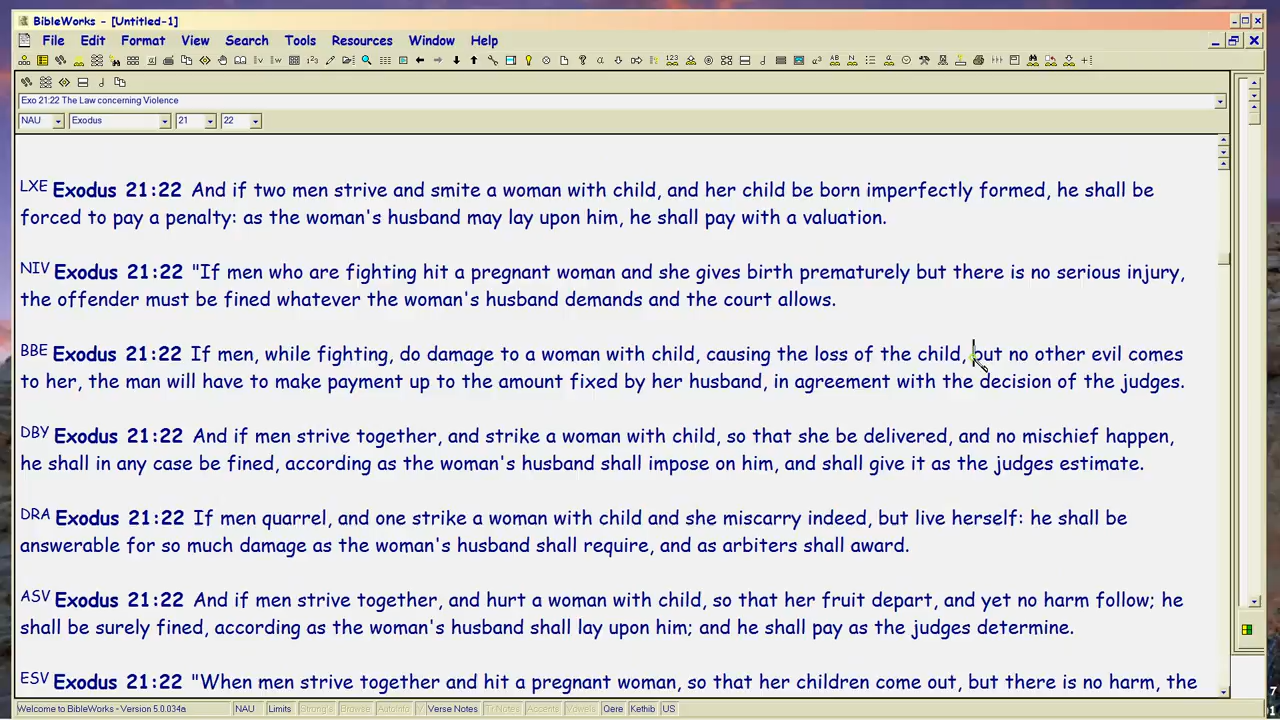 BibleWorks - [Untitled-1]
File Edit Format View Search Tools Resources Window Help
Exo 21:22 The Law concerning Violence
NAU Exodus 21 22
LXE Exodus 21:22 And if two men strive and smite a woman with child, and her child be born imperfectly formed, he shall be
forced to pay a penalty: as the woman's husband may lay upon him, he shall pay with a valuation.
NIV Exodus 21:22 "If men who are fighting hit a pregnant woman and she gives birth prematurely but there is no serious injury,
the offender must be fined whatever the woman's husband demands and the court allows.
BBE Exodus 21:22 If men, while fighting, do damage to a woman with child, causing the loss of the child, but no other evil comes
to her, the man will have to make payment up to the amount fixed by her husband, in agreement with the decision of the judges.
DBY Exodus 21:22 And if men strive together, and strike a woman with child, so that she be delivered, and no mischief happen,
he shall in any case be fined, according as the woman's husband shall impose on him, and shall give it as the judges estimate.
DRA Exodus 21:22 If men quarrel, and one strike a woman with child and she miscarry indeed, but live herself: he shall be
answerable for so much damage as the woman's husband shall require, and as arbiters shall award.
ASV Exodus 21:22 And if men strive together, and hurt a woman with child, so that her fruit depart, and yet no harm follow; he
shall be surely fined, according as the woman's husband shall lay upon him; and he shall pay as the judges determine.
ESV Exodus 21:22 "When men strive together and hit a pregnant woman, so that her children come out, but there is no harm, the
Welcome to BibleWorks - Version 5.0.034a NAU Limits Strong's Browse AutoInfo Verse Notes Tr Notes Accents Vowels Qere Kethib US